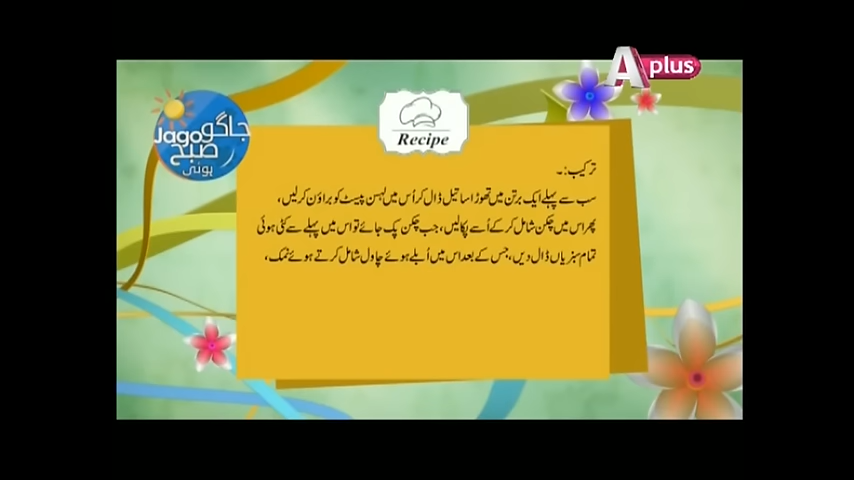 A plus
جاگو
Jago
صبح
ہوئی
Recipe
ترکیب:۔
سب سے پہلے ایک برتن میں تھوڑا سا تیل ڈال کر اُس میں لہسن پیسٹ کو براؤن کر لیں،
پھر اس میں چکن شامل کر کے اُسے پکالیں، جب چکن پک جائے تو اس میں پہلے سے کٹی ہوئی
تمام سبزیاں ڈال دیں، جس کے بعد اس میں اُبلے ہوئے چاول شامل کرتے ہوئے نمک،